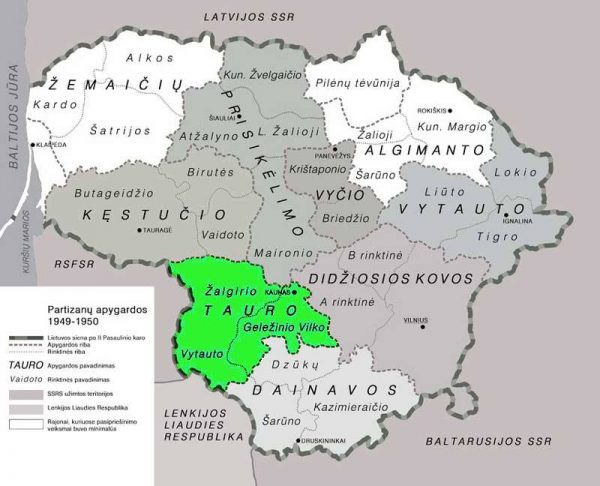 LATVIJOS SSR
BALTIJOS JŪRA
Alkos
ŽEMAIČIŲ
Kardo
Šatrijos
KLAIPĖDA
Kun. Žvelgaičio
ŠIAULIAI
Atžalyno
L. Žalioji
PRISIKĖLIMO
Maironio
Pilėnų tėvūnija
ROKIŠKIS
Kun. Margio
Žalioji
ALGIMANTO
Šarūno
PANEVĖŽYS
Krištaponio
VYČIO
Briedžio
Liūto
Lokio
VYTAUTO
IGNALINA
Tigro
Birutės
Butageidžio
KĘSTUČIO
TAURAGĖ
Vaidoto
KURŠIŲ MARIOS
RSFSR
B rinktinė
DIDŽIOSIOS KOVOS
A rinktinė
VILNIUS
Žalgirio
KAUNAS
TAURO
Geležinio Vilko
Vytauto
Dzūkų
DAINAVOS
Kazimieraičio
Šarūno
DRUSKININKAI
LENKIJOS
LIAUDIES
RESPUBLIKA
BALTARUSIJOS SSR
Partizanų apygardos
1949-1950
Lietuvos siena po II Pasaulinio karo
Apygardos riba
Rinktinės riba
TAURO Apygardos pavadinimas
Vaidoto Rinktinės pavadinimas
SSRS užimtos teritorijos
Lenkijos Liaudies Respublika
Rajonai, kuriuose pasipriešinimo
veiksmai buvo minimalūs